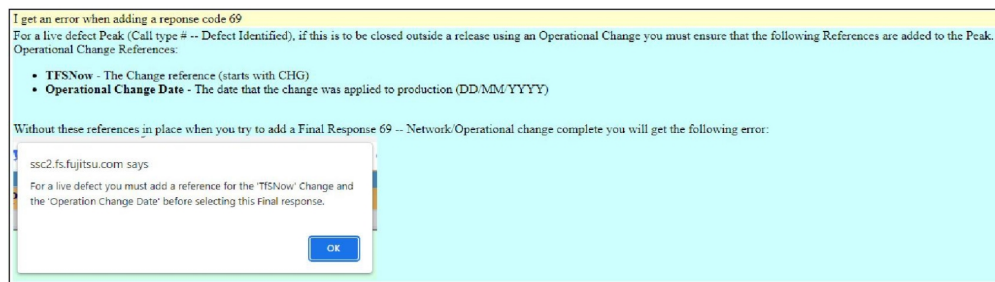 I get an error when adding a reponse code 69
For a live defect Peak (Call type # -- Defect Identified), if this is to be closed outside a release using an Operational Change you must ensure that the following References are added to the Peak.
Operational Change References:
• TFSNow - The Change reference (starts with CHG)
• Operational Change Date - The date that the change was applied to production (DD/MM/YYYY)
Without these references in place when you try to add a Final Response 69 -- Network/Operational change complete you will get the following error:
ssc2.fs.fujitsu.com says
For a live defect you must add a reference for the 'TfSNow' Change and
the 'Operation Change Date' before selecting this Final response.
OK